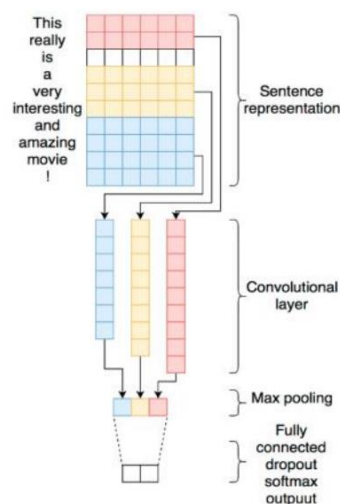 This
really
is
a
very
interesting
and
amazing
movie
!
Sentence
representation
Convolutional
layer
Max pooling
Fully
connected
dropout
softmax
outpuut